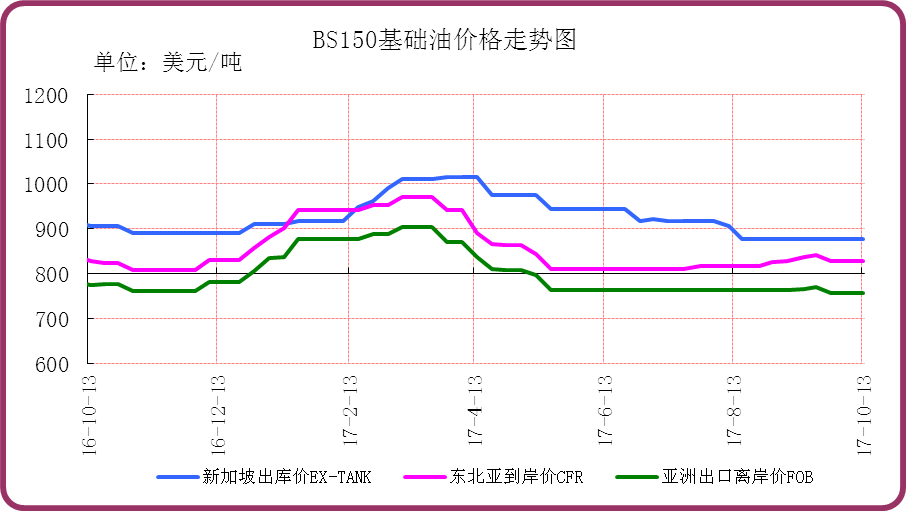 BS150基础油价格走势图
单位：美元/吨
1200
1100
1000
900
800
700
600
16-10-13
16-12-13
17-2-13
17-4-13
17-6-13
17-8-13
17-10-13
新加坡出库价EX-TANK
东北亚到岸价CFR
亚洲出口离岸价FOB